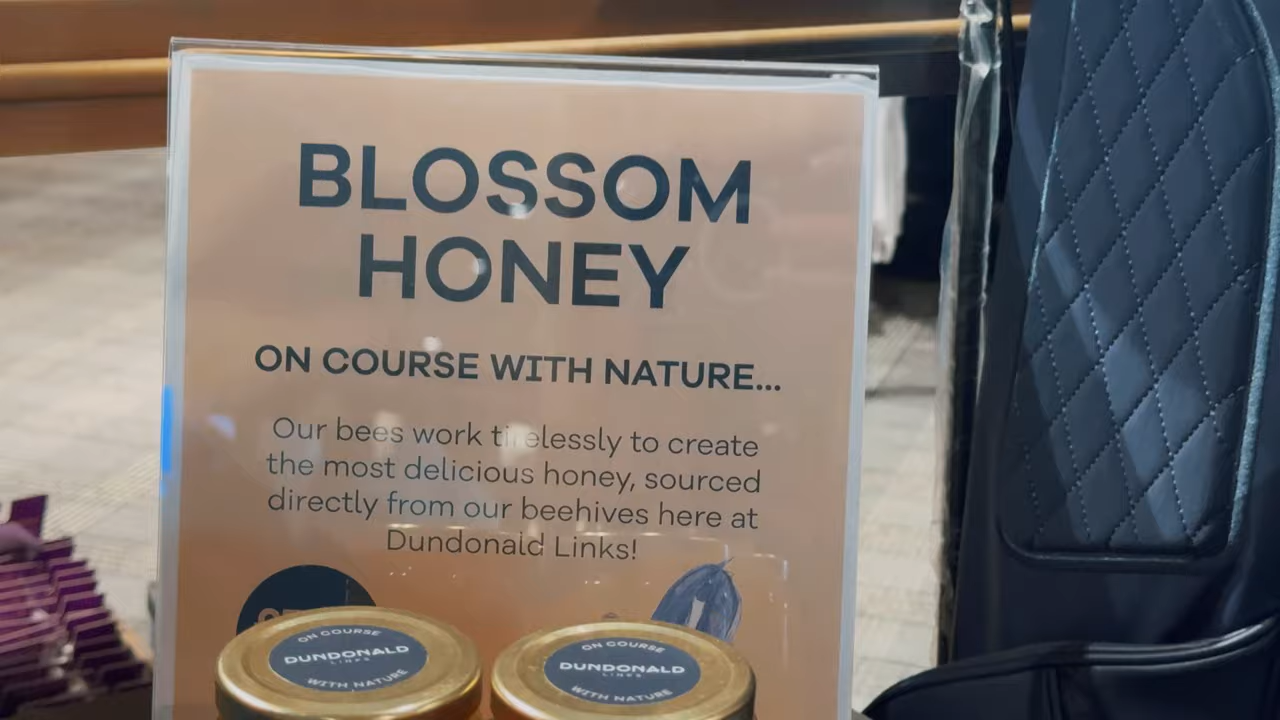 BLOSSOM
HONEY
ON COURSE WITH NATURE...
Our bees work tirelessly to create
the most delicious honey, sourced
directly from our beehives here at
Dundonald Links!
ON COURSE
DUNDONALD
LINKS
WITH NATURE
ON COURSE
DUNDONALD
LINKS
WITH NATURE